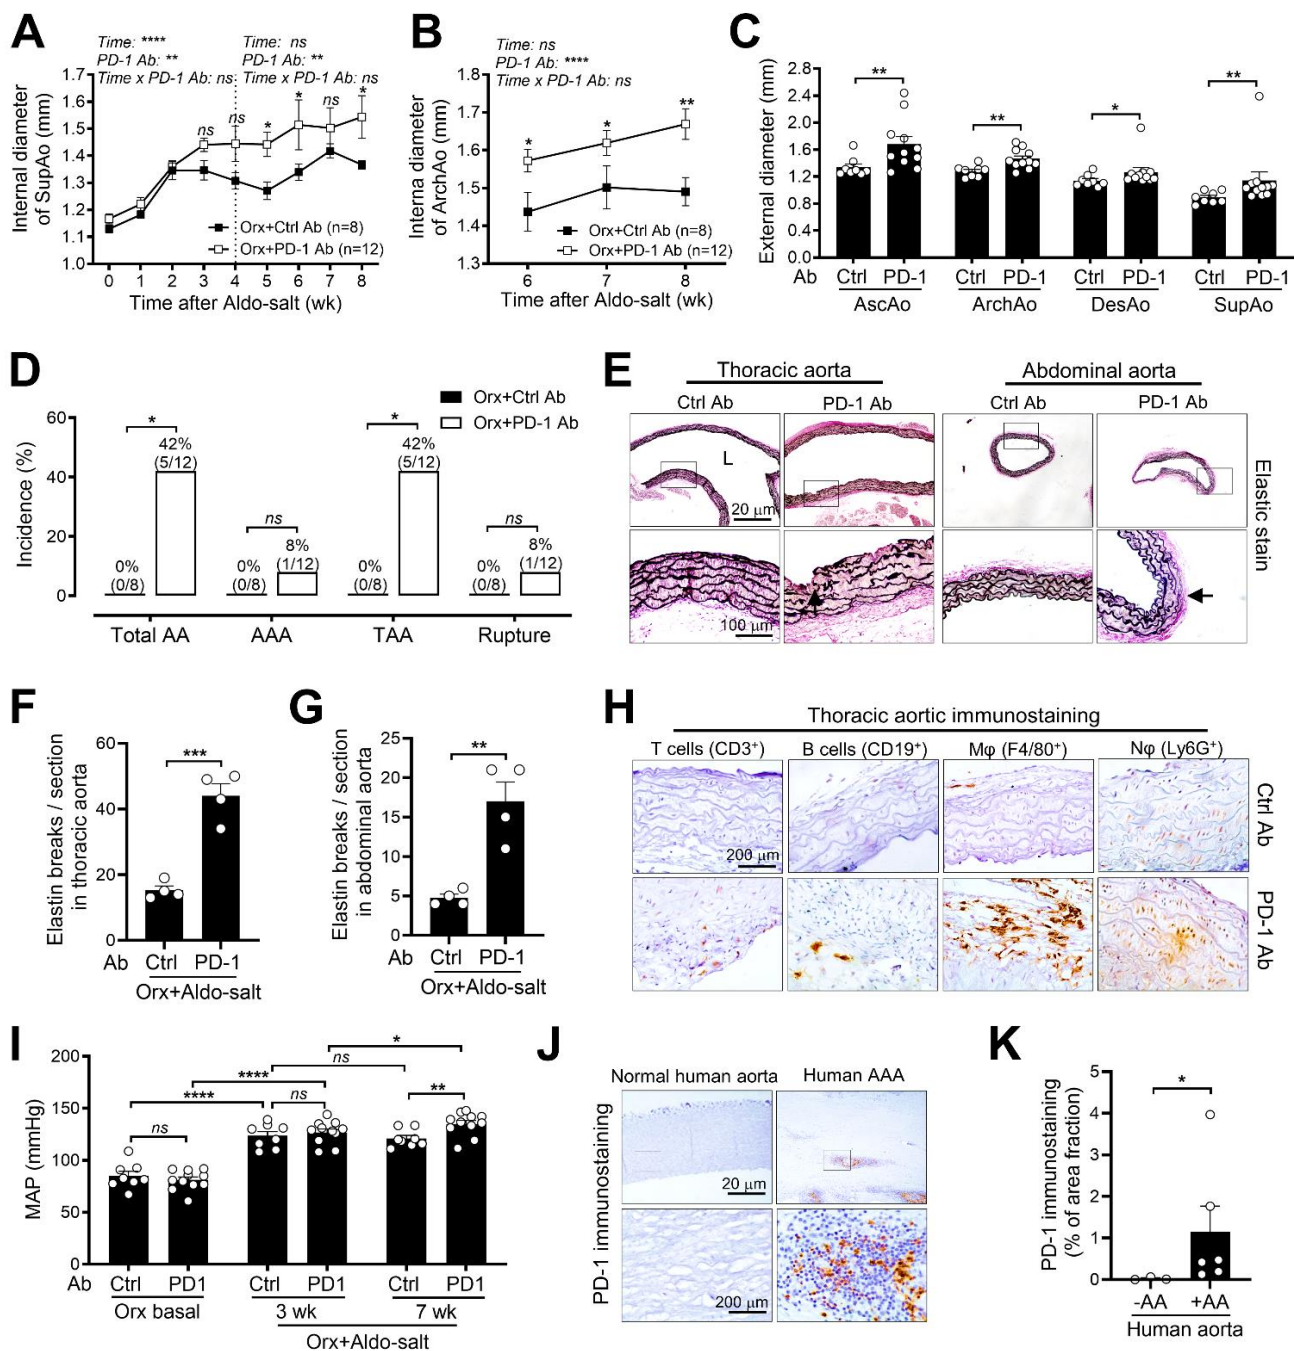 A
Time: ****
PD-1 Ab: **
Time x PD-1 Ab: ns
Time: ns
PD-1 Ab: **
Time x PD-1 Ab: ns
Internal diameter
of SupAo (mm)
1.7
1.6
1.5
1.4
1.3
1.2
1.1
1.0
ns
ns
*
*
ns
*
Orx+Ctrl Ab (n=8)
Orx+PD-1 Ab (n=12)
0 1 2 3 4 5 6 7 8
Time after Aldo-salt (wk)
B
Time: ns
PD-1 Ab: ****
Time x PD-1 Ab: ns
Internal diameter
of ArchAo (mm)
1.8
1.7
1.6
1.5
1.4
1.3
*
*
**
Orx+Ctrl Ab (n=8)
Orx+PD-1 Ab (n=12)
6 7 8
Time after Aldo-salt (wk)
C
External diameter (mm)
2.8
2.4
2.0
1.6
1.2
0.8
0.4
0.0
** ** * **
Ab Ctrl PD-1 Ctrl PD-1 Ctrl PD-1 Ctrl PD-1
AscAo ArchAo DesAo SupAo
D
Orx+Ctrl Ab
Orx+PD-1 Ab
Incidence (%)
60
40
20
0
* ns * ns
0%
(0/8)
42%
(5/12)
0%
(0/8)
8%
(1/12)
0%
(0/8)
42%
(5/12)
0%
(0/8)
8%
(1/12)
Total AA AAA TAA Rupture
E
Thoracic aorta Abdominal aorta
Ctrl Ab PD-1 Ab Ctrl Ab PD-1 Ab
L
20 μm
100 μm
Elastic stain
F
Elastin breaks / section
in thoracic aorta
60
40
20
0
***
Ab Ctrl PD-1
Orx+Aldo-salt
G
Elastin breaks / section
in abdominal aorta
25
20
15
10
5
0
**
Ab Ctrl PD-1
Orx+Aldo-salt
H
Thoracic aortic immunostaining
T cells (CD3⁺) B cells (CD19⁺) Mφ (F4/80⁺) Nφ (Ly6G⁺)
200 μm
Ctrl Ab
PD-1 Ab
I
MAP (mmHg)
200
150
100
50
0
*
ns
****
****
ns
ns
**
Ab Ctrl PD1 Ctrl PD1 Ctrl PD1
Orx basal 3 wk 7 wk
Orx+Aldo-salt
J
Normal human aorta Human AAA
PD-1 immunostaining
20 μm
200 μm
K
PD-1 immunostaining
(% of area fraction)
5
4
3
2
1
0
*
-AA +AA
Human aorta